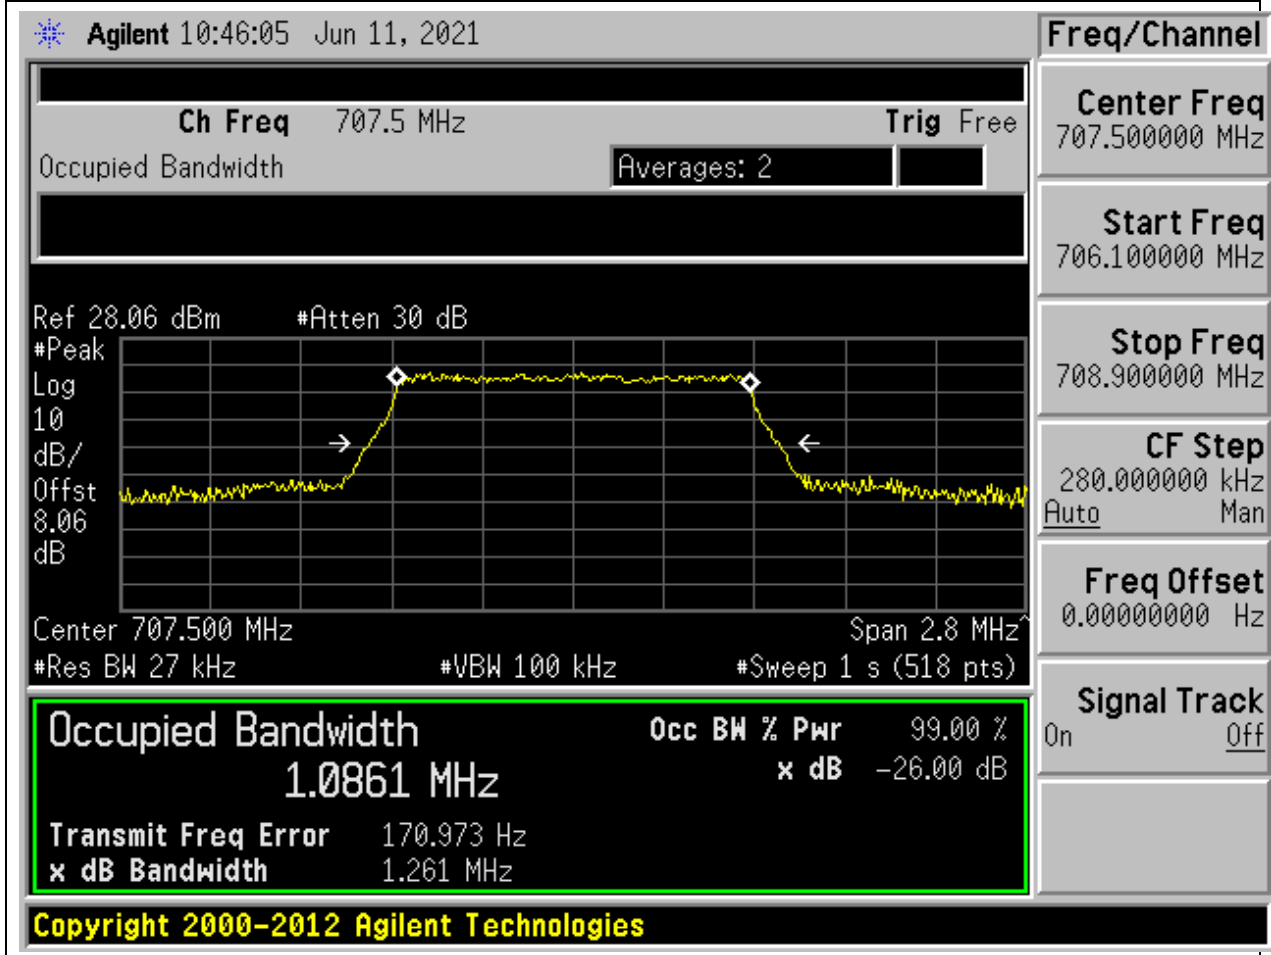 Agilent 10:46:05 Jun 11, 2021
Freq/Channel
Ch Freq 707.5 MHz Trig Free
Occupied Bandwidth Averages: 2
Center Freq
707.500000 MHz
Start Freq
706.100000 MHz
Stop Freq
708.900000 MHz
CF Step
280.000000 kHz
Auto Man
Freq Offset
0.00000000 Hz
Signal Track
On Off
Ref 28.06 dBm #Atten 30 dB
#Peak
Log
10
dB/
Offst
8.06
dB
Center 707.500 MHz Span 2.8 MHz^
#Res BW 27 kHz #VBW 100 kHz #Sweep 1 s (518 pts)
Occupied Bandwidth Occ BW % Pwr 99.00 %
1.0861 MHz x dB -26.00 dB
Transmit Freq Error 170.973 Hz
x dB Bandwidth 1.261 MHz
Copyright 2000-2012 Agilent Technologies